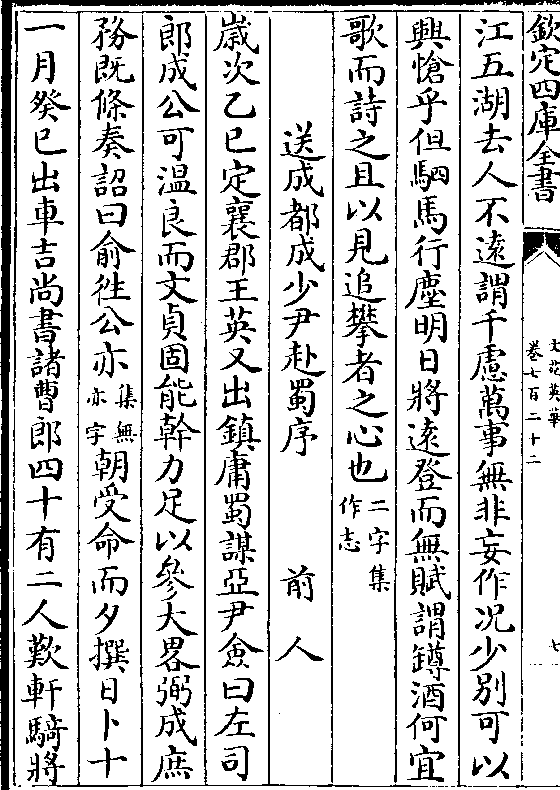 欽定四庫全書
文苑英華
卷七百二十二
七
江五湖去人不逺謂千慮萬事無非妄作况少別可以
興愴乎但駟馬行塵明日將逺登而無賦謂罇酒何宜
歌而詩之且以見追攀者之心也二字集作志
送成都成少尹赴蜀序 前人
歲次乙巳定襄郡王英乂出鎮庸蜀謀亞尹僉曰左司
郎成公可温良而文貞固能幹力足以參大畧弼成庶
務既條奏詔曰俞徃公亦集無亦字朝受命而夕撰日卜十
一月癸巳出車吉尚書諸曹郎四十有二人歎軒騎將